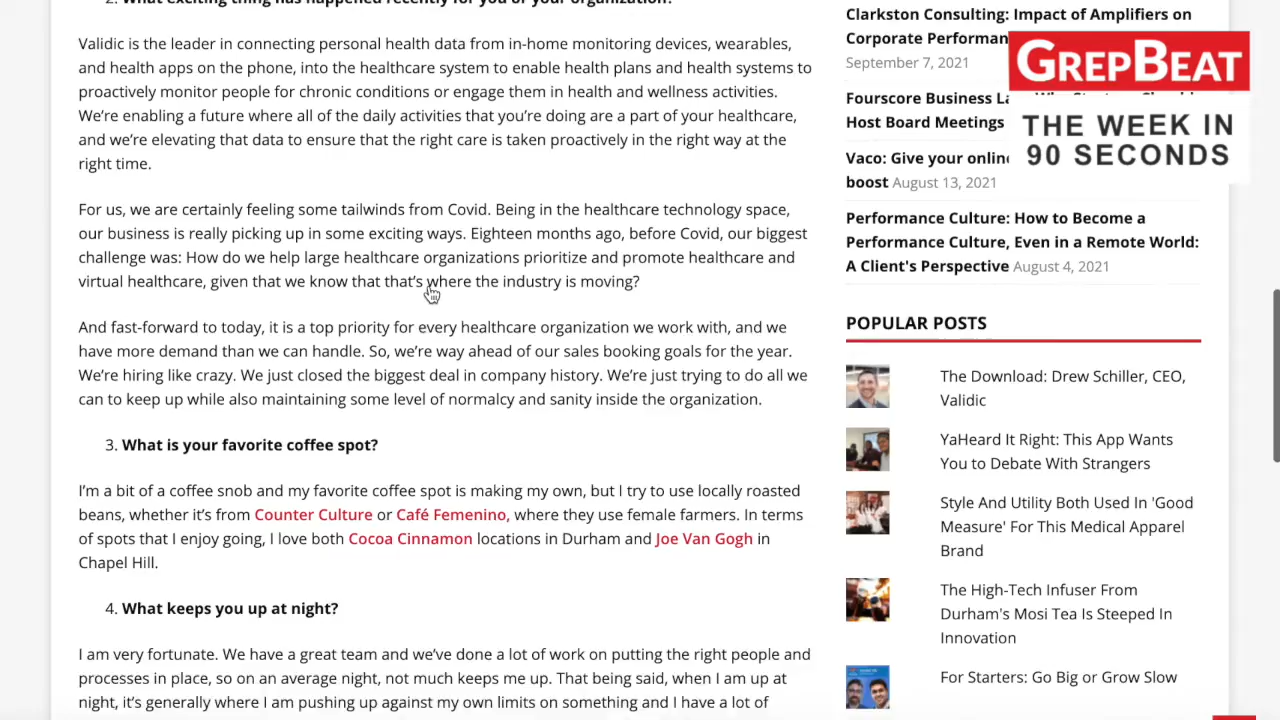 2. What exciting thing has happened recently for you or your organization?
Validic is the leader in connecting personal health data from in-home monitoring devices, wearables,
and health apps on the phone, into the healthcare system to enable health plans and health systems to
proactively monitor people for chronic conditions or engage them in health and wellness activities.
We're enabling a future where all of the daily activities that you're doing are a part of your healthcare,
and we're elevating that data to ensure that the right care is taken proactively in the right way at the
right time.
For us, we are certainly feeling some tailwinds from Covid. Being in the healthcare technology space,
our business is really picking up in some exciting ways. Eighteen months ago, before Covid, our biggest
challenge was: How do we help large healthcare organizations prioritize and promote healthcare and
virtual healthcare, given that we know that that's where the industry is moving?
And fast-forward to today, it is a top priority for every healthcare organization we work with, and we
have more demand than we can handle. So, we're way ahead of our sales booking goals for the year.
We're hiring like crazy. We just closed the biggest deal in company history. We're just trying to do all we
can to keep up while also maintaining some level of normalcy and sanity inside the organization.
3. What is your favorite coffee spot?
I'm a bit of a coffee snob and my favorite coffee spot is making my own, but I try to use locally roasted
beans, whether it's from Counter Culture or Café Femenino, where they use female farmers. In terms
of spots that I enjoy going, I love both Cocoa Cinnamon locations in Durham and Joe Van Gogh in
Chapel Hill.
4. What keeps you up at night?
I am very fortunate. We have a great team and we've done a lot of work on putting the right people and
processes in place, so on an average night, not much keeps me up. That being said, when I am up at
night, it's generally where I am pushing up against my own limits on something and I have a lot of
Clarkston Consulting: Impact of Amplifiers on
Corporate Performan
September 7, 2021
Fourscore Business La
Host Board Meetings
Vaco: Give your onlin
boost August 13, 2021
Performance Culture: How to Become a
Performance Culture, Even in a Remote World:
A Client's Perspective August 4, 2021
GREPBEAT
THE WEEK IN
90 SECONDS
POPULAR POSTS
The Download: Drew Schiller, CEO,
Validic
YaHeard It Right: This App Wants
You to Debate With Strangers
Style And Utility Both Used In 'Good
Measure' For This Medical Apparel
Brand
The High-Tech Infuser From
Durham's Mosi Tea Is Steeped In
Innovation
For Starters: Go Big or Grow Slow